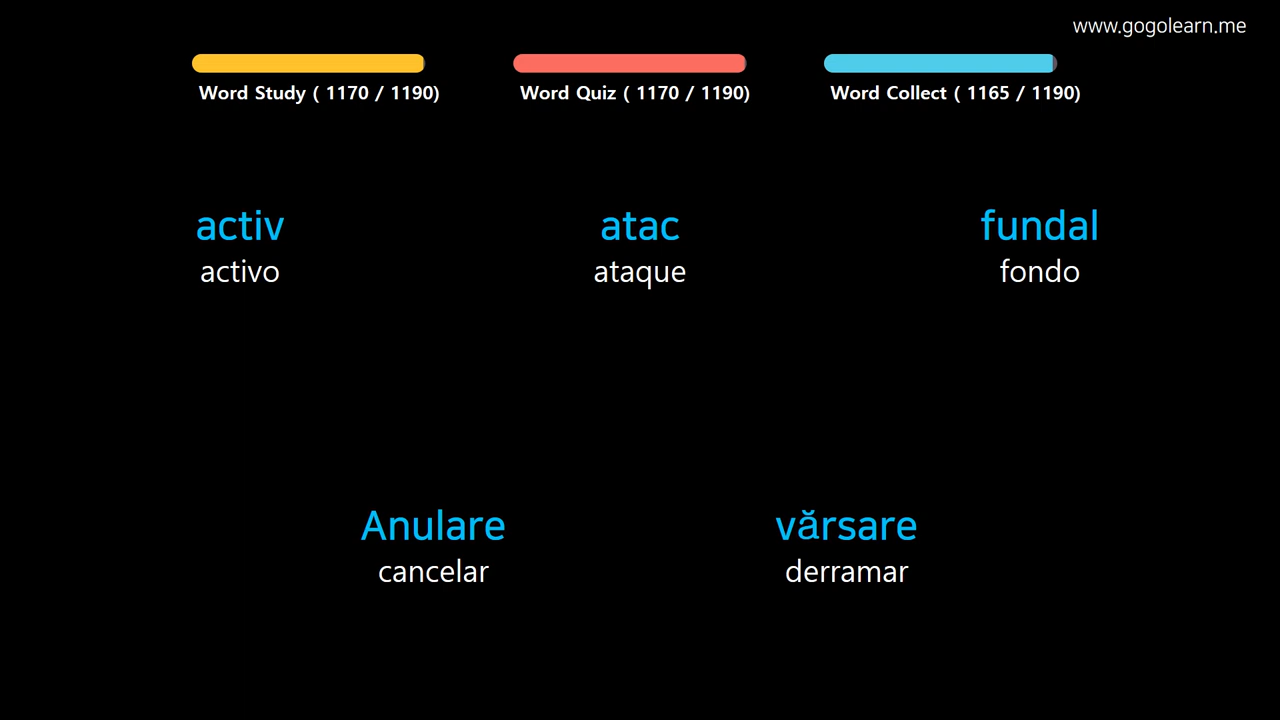 www.gogolearn.me
Word Study ( 1170 / 1190)
Word Quiz ( 1170 / 1190)
Word Collect ( 1165 / 1190)
activ
activo
atac
ataque
fundal
fondo
Anulare
cancelar
vărsare
derramar